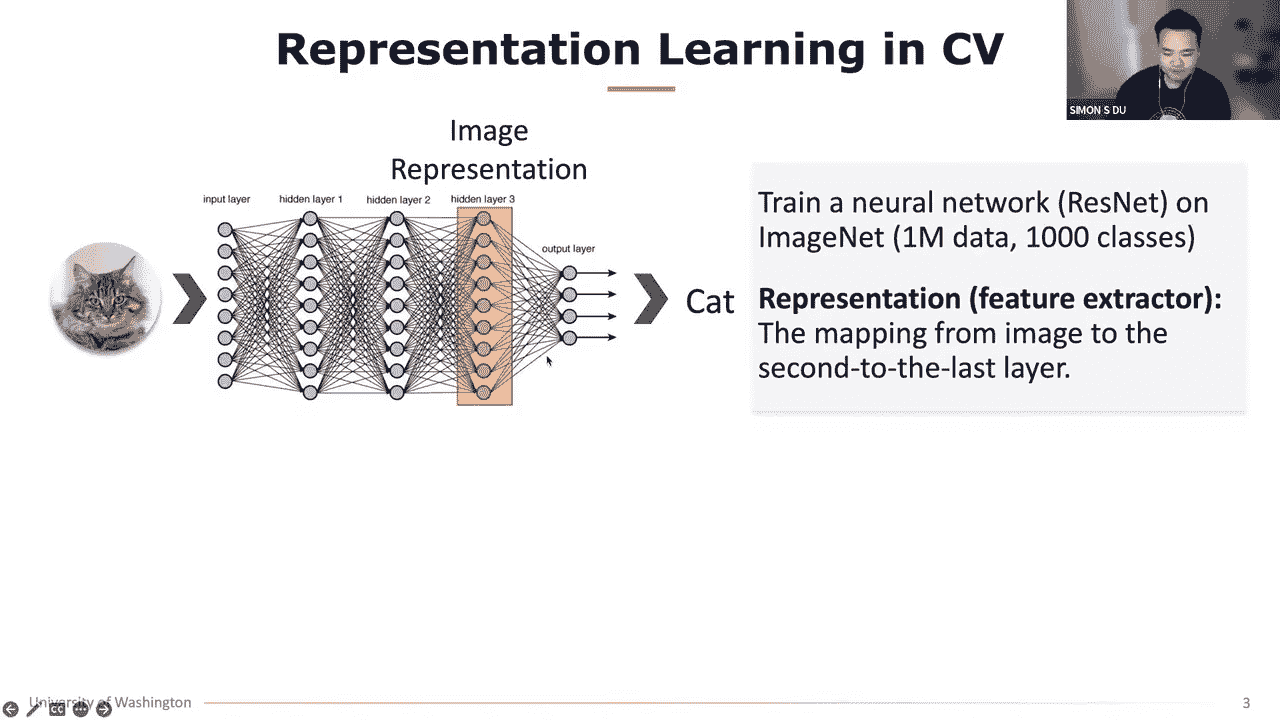 Representation Learning in CV
SIMON S DU
Image
Representation
input layer
hidden layer 1
hidden layer 2
hidden layer 3
output layer
Cat
Train a neural network (ResNet) on
ImageNet (1M data, 1000 classes)
Representation (feature extractor):
The mapping from image to the
second-to-the-last layer.
University of Washington
CC
3